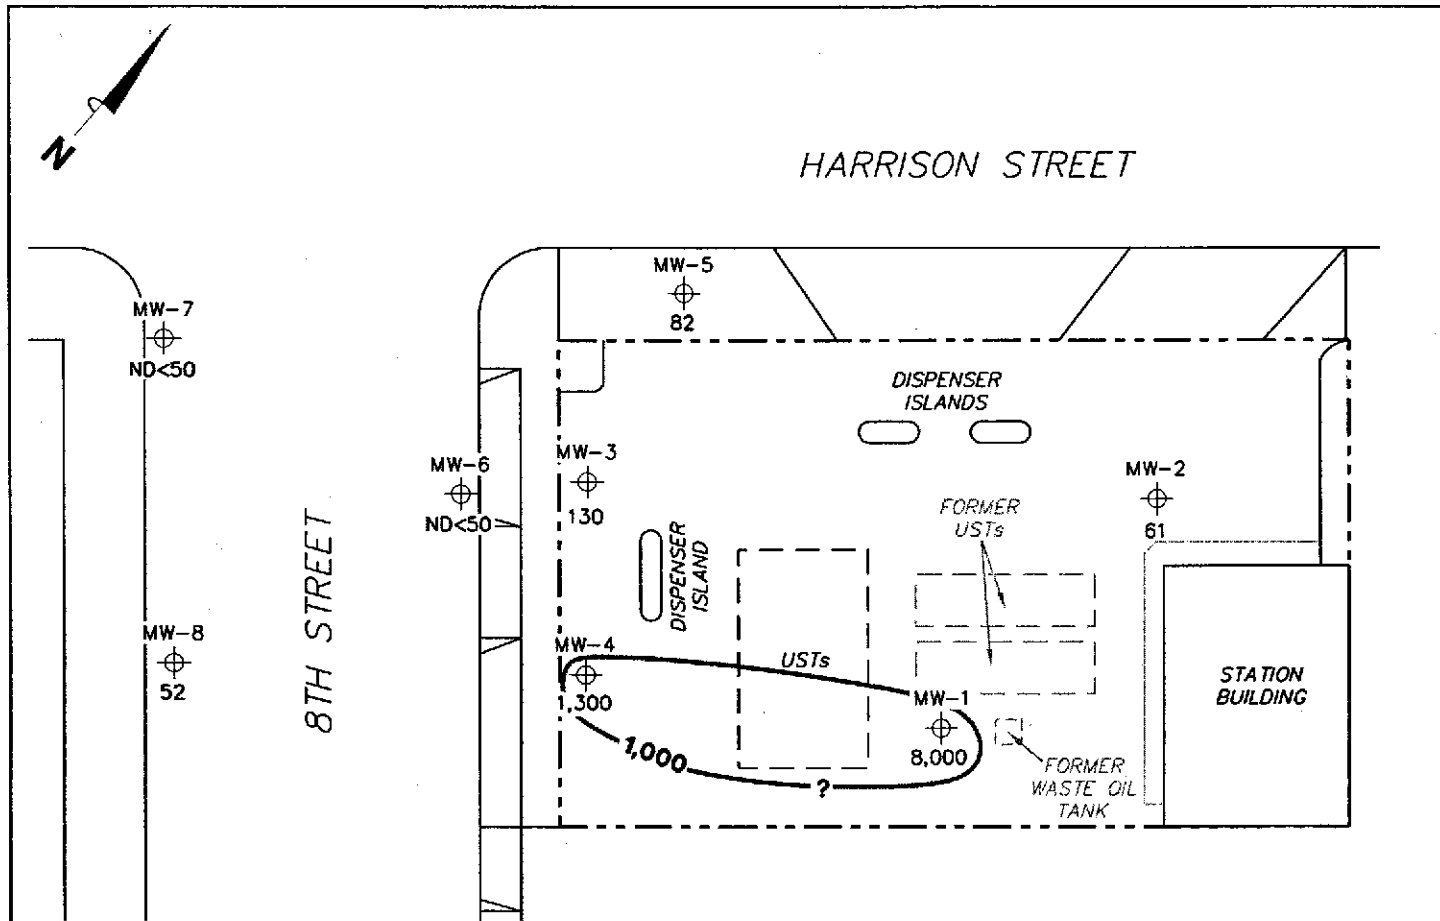 N
HARRISON STREET
MW-5
82
MW-7
ND<50
DISPENSER
ISLANDS
MW-6
ND<50
MW-3
130
MW-2
61
FORMER
USTs
8TH STREET
DISPENSER
ISLAND
MW-8
52
MW-4
1,300
USTs
MW-1
8,000
1,000
?
STATION
BUILDING
FORMER
WASTE OIL
TANK